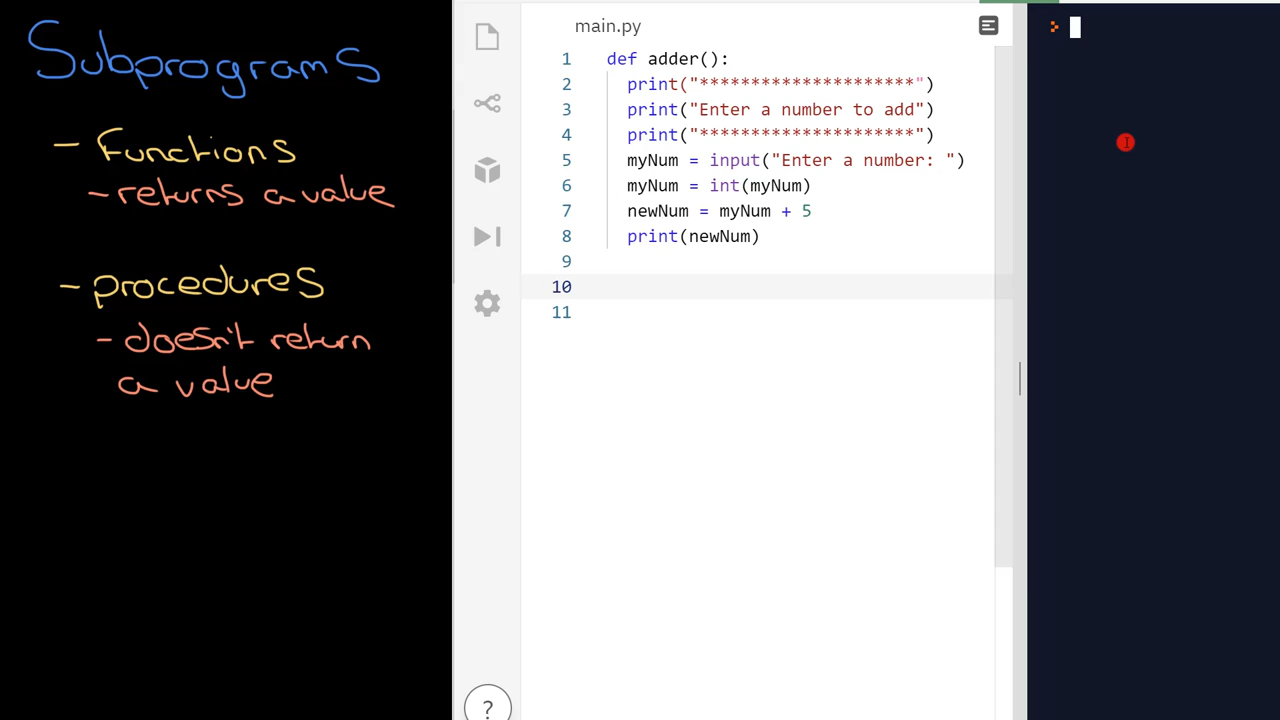 Subprograms
- Functions
- returns a value
- procedures
- doesn't return
a value
main.py
1 def adder():
2 print("*********************")
3 print("Enter a number to add")
4 print("*********************")
5 myNum = input("Enter a number: ")
6 myNum = int(myNum)
7 newNum = myNum + 5
8 print(newNum)
9
10
11
?
>